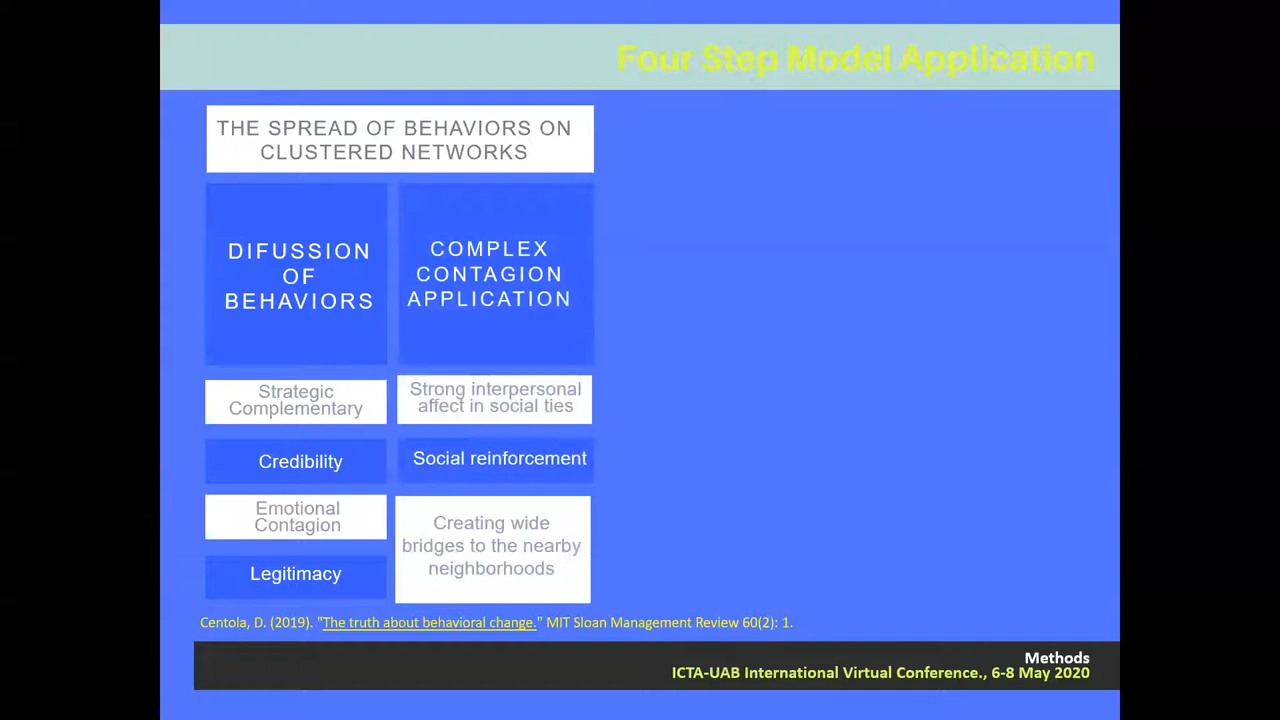 Four Step Model Application
THE SPREAD OF BEHAVIORS ON
CLUSTERED NETWORKS
DIFUSSION
OF
BEHAVIORS
COMPLEX
CONTAGION
APPLICATION
Strategic
Complementary
Strong interpersonal
affect in social ties
Credibility
Social reinforcement
Emotional
Contagion
Creating wide
bridges to the nearby
neighborhoods
Legitimacy
Centola, D. (2019). "The truth about behavioral change." MIT Sloan Management Review 60(2): 1.
Methods
ICTA-UAB International Virtual Conference., 6-8 May 2020